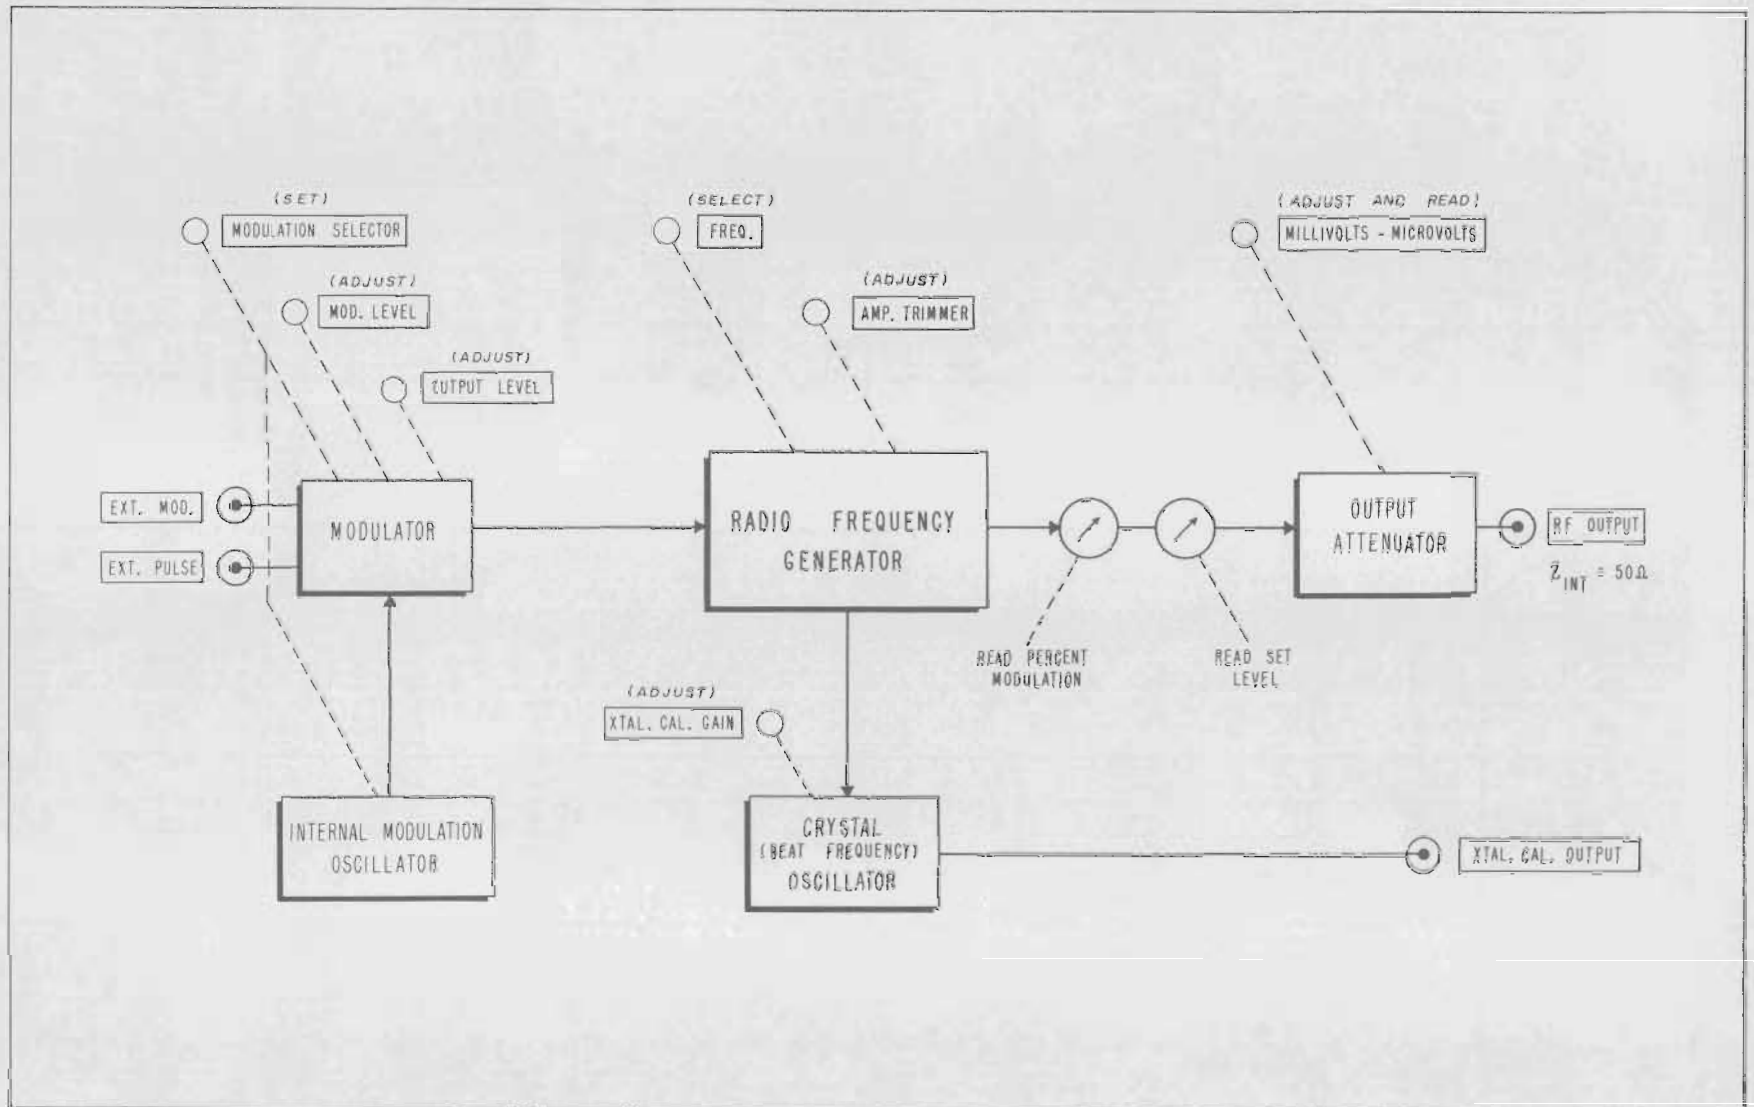 (SET)
MODULATION SELECTOR
(SELECT)
FREQ.
(ADJUST AND READ)
MILLIVOLTS - MICROVOLTS
(ADJUST)
MOD. LEVEL
(ADJUST)
AMP. TRIMMER
(ADJUST)
OUTPUT LEVEL
EXT. MOD.
EXT. PULSE
MODULATOR
RADIO FREQUENCY
GENERATOR
OUTPUT
ATTENUATOR
RF OUTPUT
Z INT = 50Ω
READ PERCENT
MODULATION
READ SET
LEVEL
(ADJUST)
XTAL. CAL. GAIN
INTERNAL MODULATION
OSCILLATOR
CRYSTAL
(BEAT FREQUENCY)
OSCILLATOR
XTAL. CAL. OUTPUT